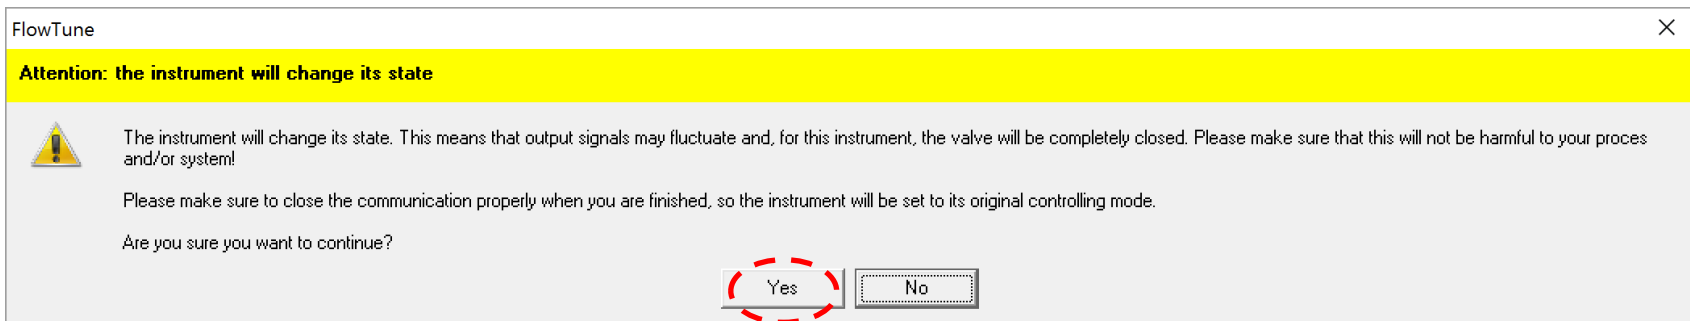 FlowTune
Attention: the instrument will change its state
The instrument will change its state. This means that output signals may fluctuate and, for this instrument, the valve will be completely closed. Please make sure that this will not be harmful to your proces
and/or system!
Please make sure to close the communication properly when you are finished, so the instrument will be set to its original controlling mode.
Are you sure you want to continue?
Yes No